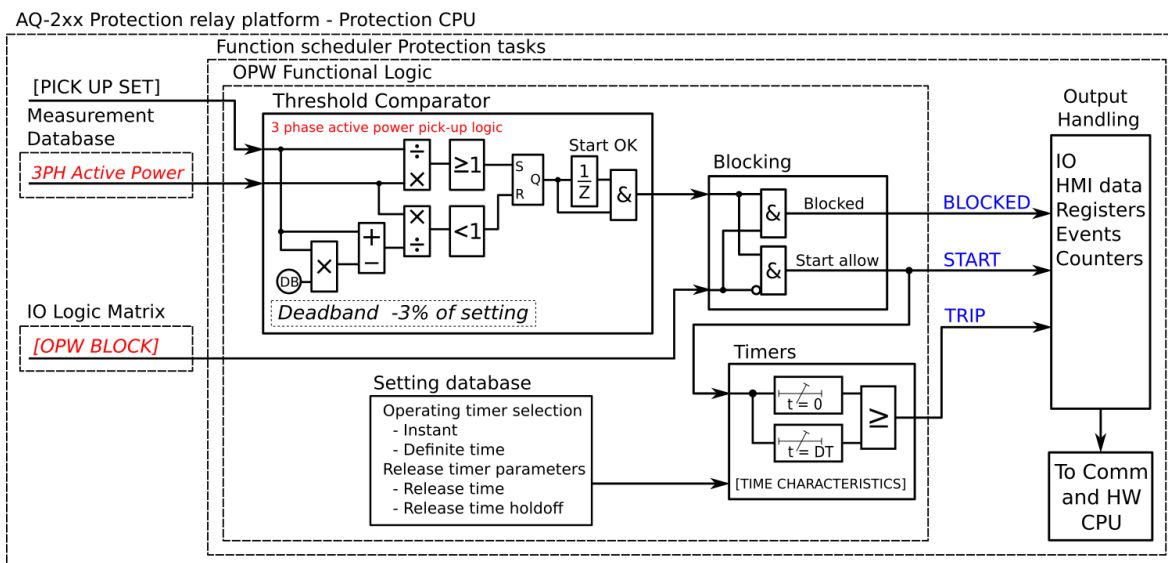 AQ-2xx Protection relay platform - Protection CPU
Function scheduler Protection tasks
OPW Functional Logic
[PICK UP SET]
Measurement
Database
3PH Active Power
Threshold Comparator
3 phase active power pick-up logic
÷
×
≥1
S
R
Q
Start OK
1
Z
&
×
÷
<1
+
−
×
DB
Deadband -3% of setting
Blocking
&
Blocked
&
Start allow
BLOCKED
START
TRIP
Output
Handling
IO
HMI data
Registers
Events
Counters
IO Logic Matrix
[OPW BLOCK]
Setting database
Operating timer selection
- Instant
- Definite time
Release timer parameters
- Release time
- Release time holdoff
Timers
t = 0
t = DT
≥
[TIME CHARACTERISTICS]
To Comm
and HW
CPU